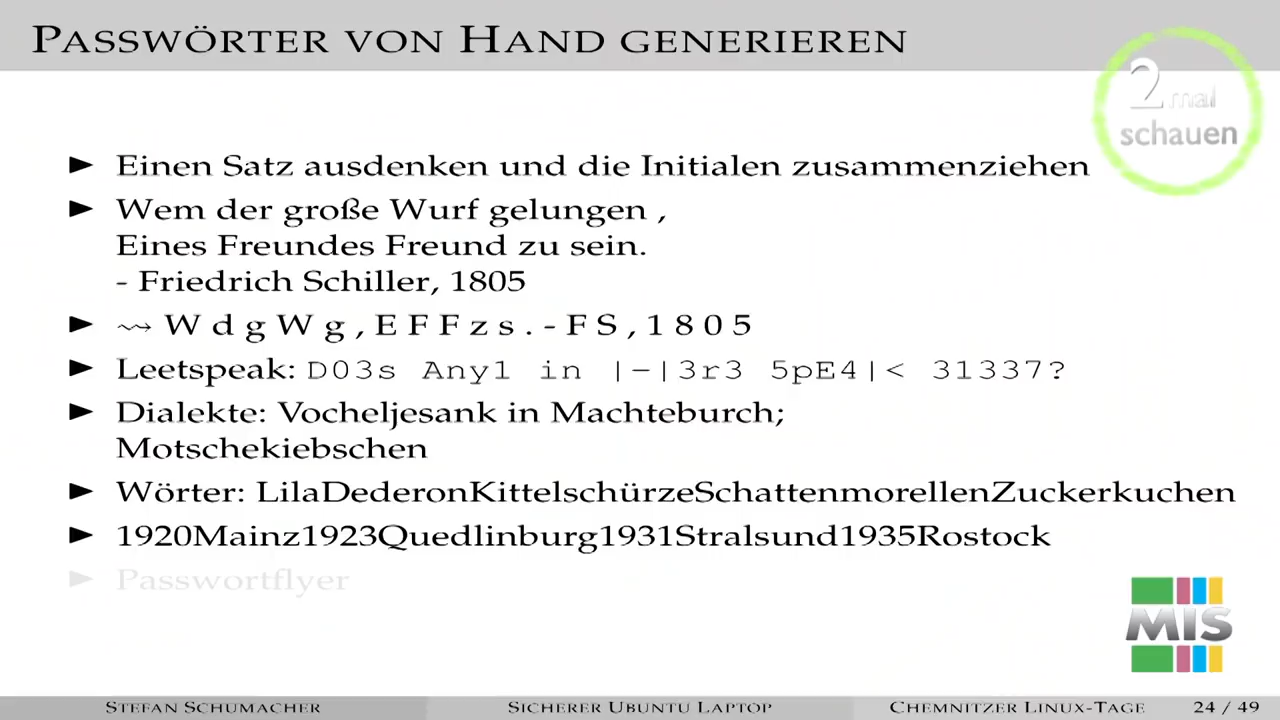 PASSWÖRTER VON HAND GENERIEREN
2 mal
schauen
► Einen Satz ausdenken und die Initialen zusammenziehen
► Wem der große Wurf gelungen ,
Eines Freundes Freund zu sein.
- Friedrich Schiller, 1805
► ⇝ W d g W g , E F F z s . - F S , 1 8 0 5
► Leetspeak: D03s Any1 in |-|3r3 5pE4|< 31337?
► Dialekte: Vocheljesank in Machteburch;
Motschekiebschen
► Wörter: LilaDederonKittelschürzeSchattenmorellenZuckerkuchen
► 1920Mainz1923Quedlinburg1931Stralsund1935Rostock
► Passwortflyer
MIS
STEFAN SCHUMACHER SICHERER UBUNTU LAPTOP CHEMNITZER LINUX-TAGE 24 / 49